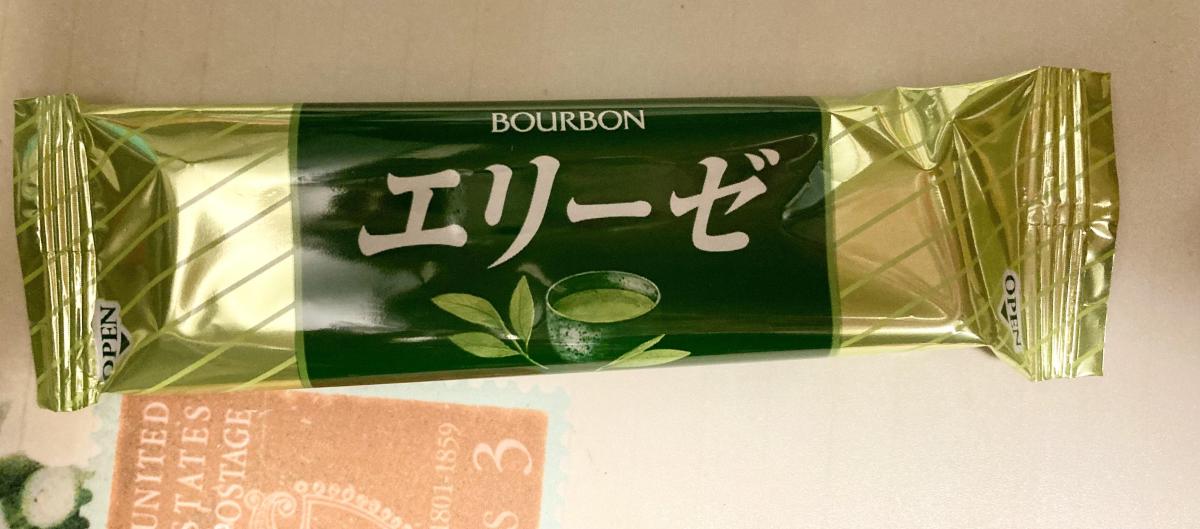 BOURBON
エリーゼ
OPEN
OPEN
UNITED
STATES
POSTAGE
1801-1859
3